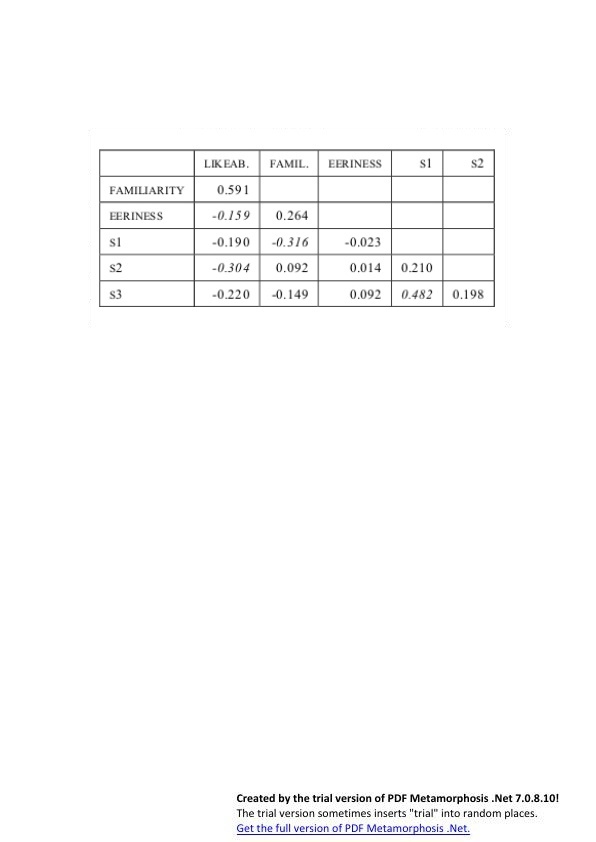 LIKEAB. FAMIL. EERINESS S1 S2
FAMILIARITY 0.591
EERINESS -0.159 0.264
S1 -0.190 -0.316 -0.023
S2 -0.304 0.092 0.014 0.210
S3 -0.220 -0.149 0.092 0.482 0.198
Created by the trial version of PDF Metamorphosis .Net 7.0.8.10!
The trial version sometimes inserts "trial" into random places.
Get the full version of PDF Metamorphosis .Net.